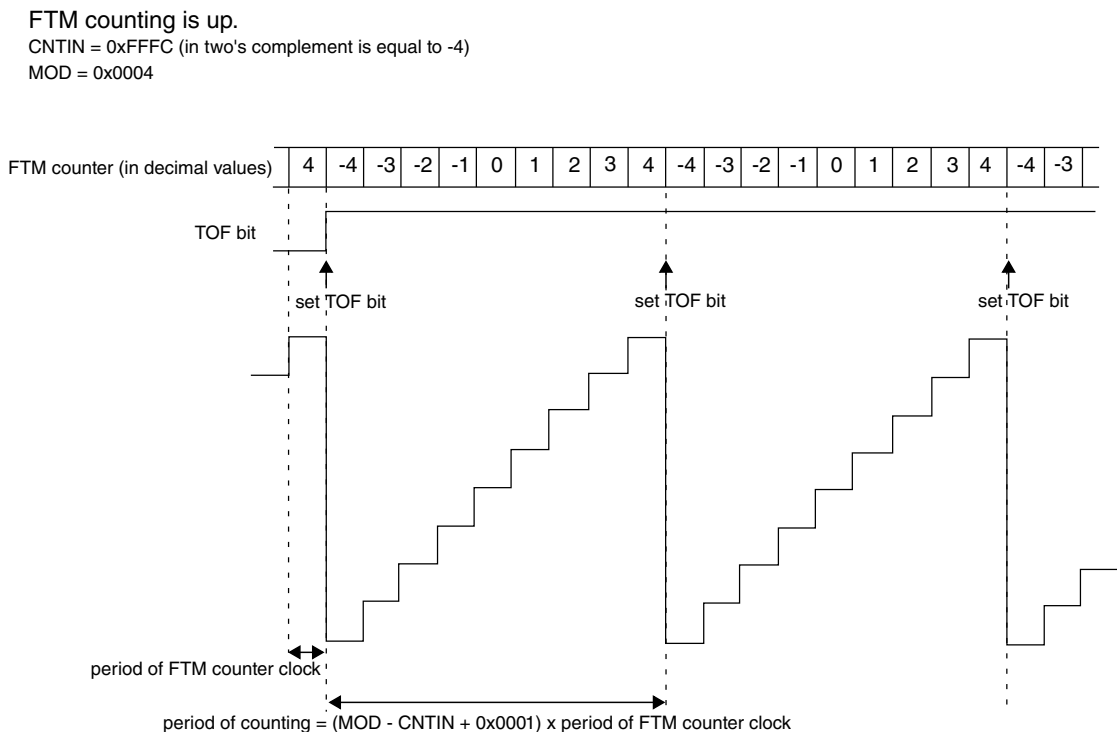 FTM counting is up.
CNTIN = 0xFFFC (in two's complement is equal to -4)
MOD = 0x0004
FTM counter (in decimal values) 4 -4 -3 -2 -1 0 1 2 3 4 -4 -3 -2 -1 0 1 2 3 4 -4 -3
TOF bit
set TOF bit set TOF bit set TOF bit
period of FTM counter clock
period of counting = (MOD - CNTIN + 0x0001) x period of FTM counter clock